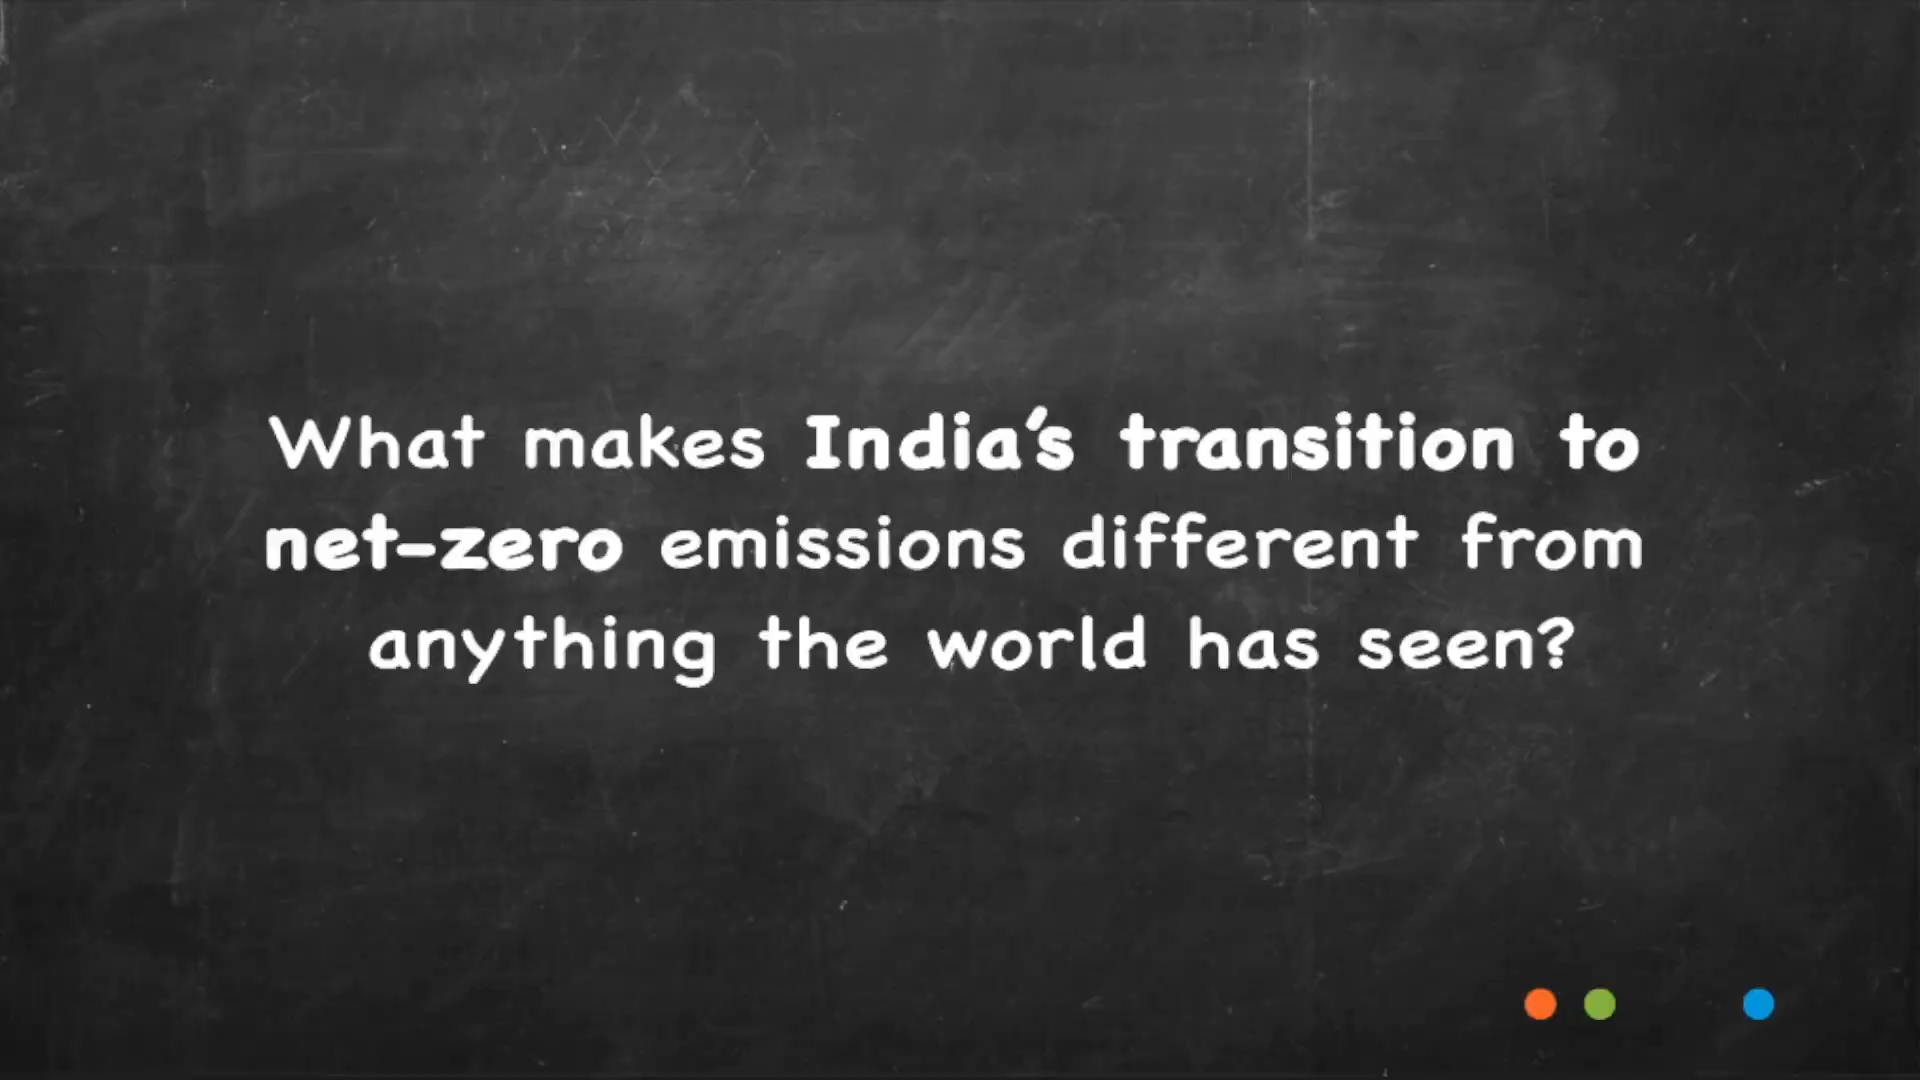 What makes India's transition to
net-zero emissions different from
anything the world has seen?